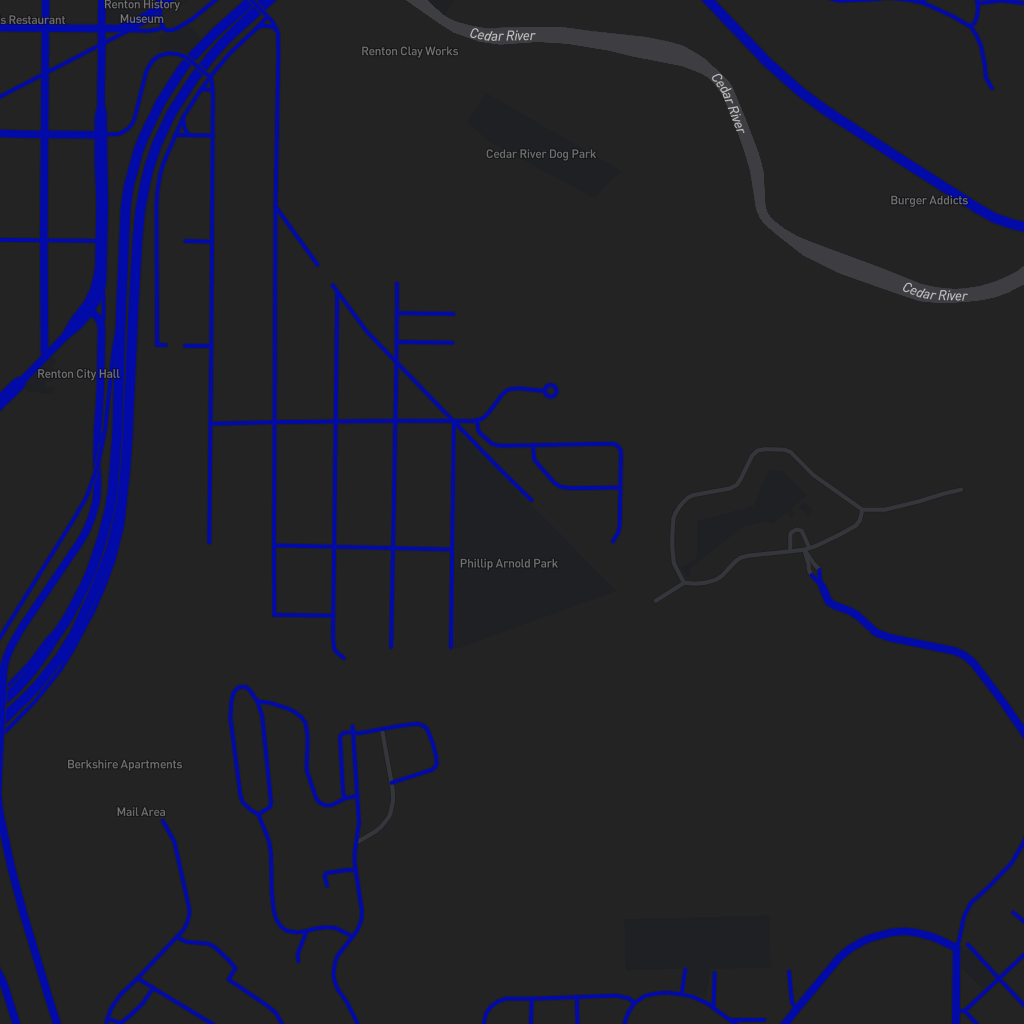 Renton History
Museum
s Restaurant
Cedar River
Renton Clay Works
Cedar River
Cedar River Dog Park
Burger Addicts
Cedar River
Renton City Hall
Phillip Arnold Park
Berkshire Apartments
Mail Area